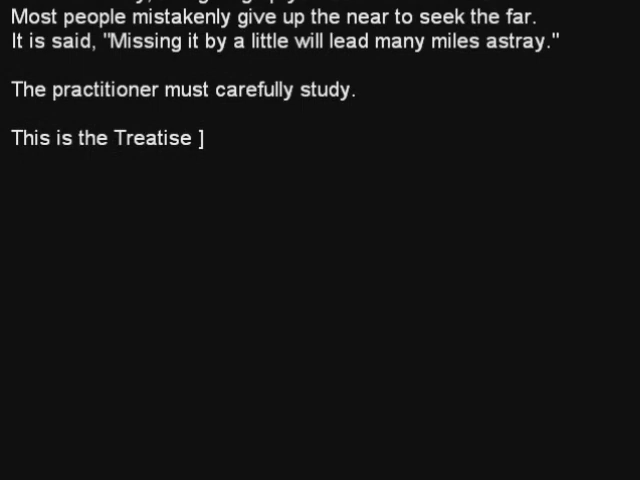 Most people mistakenly give up the near to seek the far.
It is said, "Missing it by a little will lead many miles astray."
The practitioner must carefully study.
This is the Treatise ]